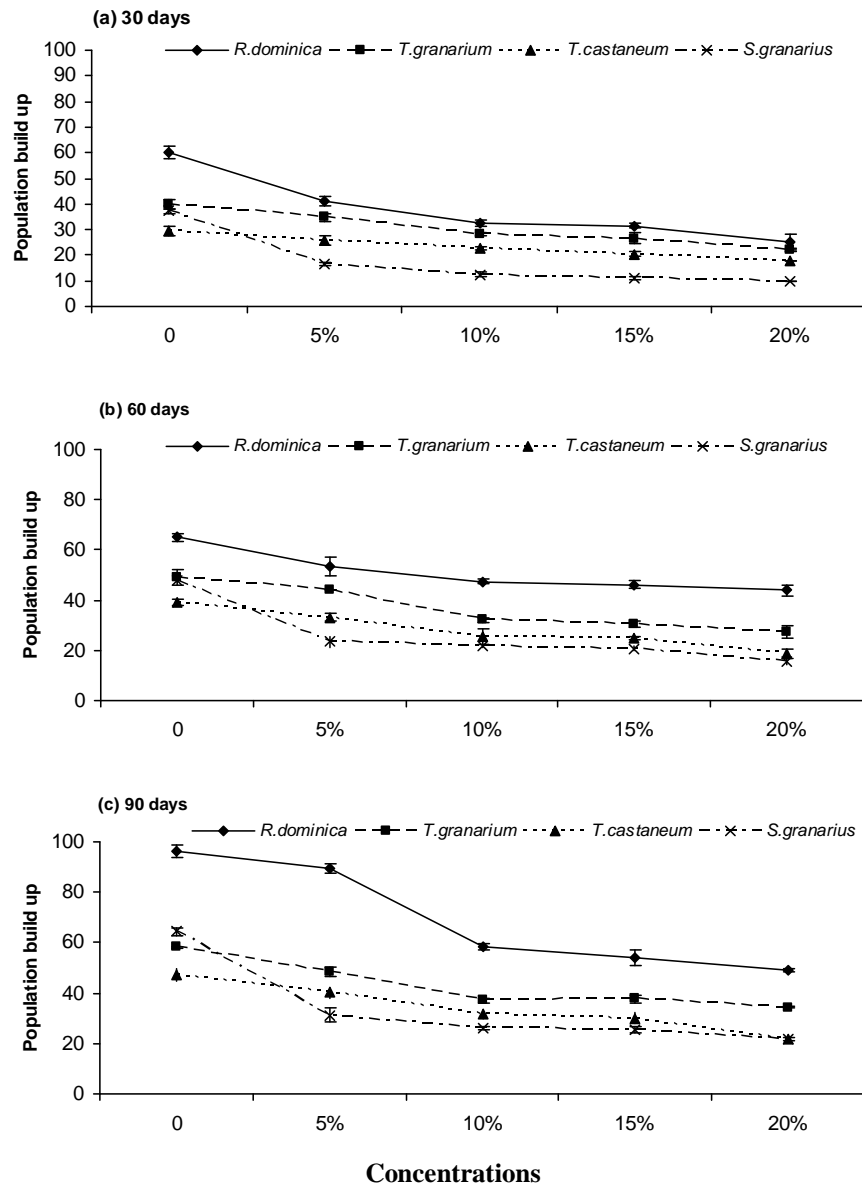 (a) 30 days
R.dominica T.granarium T.castaneum S.granarius
Population build up
100
90
80
70
60
50
40
30
20
10
0
0 5% 10% 15% 20%
(b) 60 days
R.dominica T.granarium T.castaneum S.granarius
Population build up
100
80
60
40
20
0
0 5% 10% 15% 20%
(c) 90 days
R.dominica T.granarium T.castaneum S.granarius
Population build up
100
80
60
40
20
0
0 5% 10% 15% 20%
Concentrations